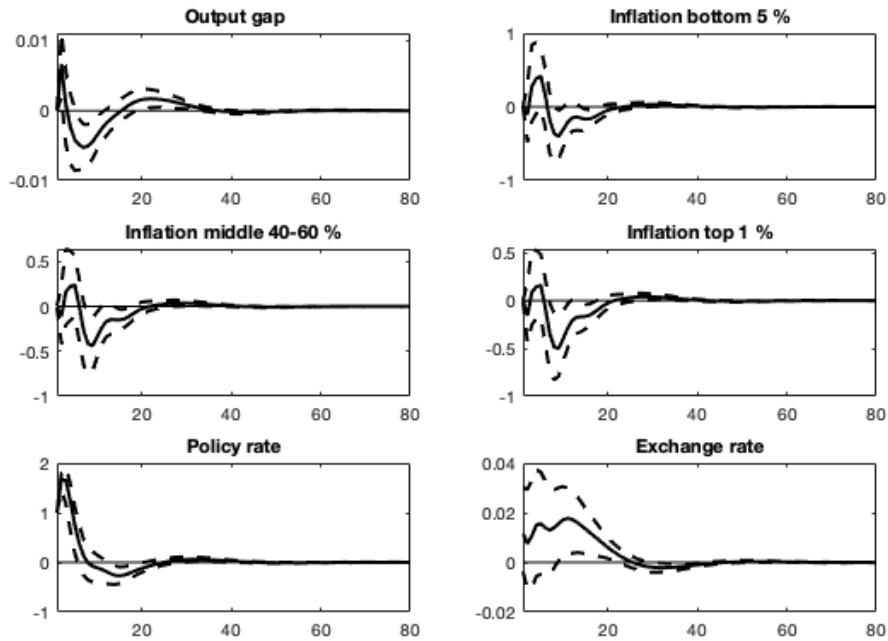 Output gap
0.01
0
-0.01
20 40 60 80
Inflation bottom 5 %
1
0
-1
20 40 60 80
Inflation middle 40-60 %
0.5
0
-0.5
-1
20 40 60 80
Inflation top 1 %
0.5
0
-0.5
-1
20 40 60 80
Policy rate
2
1
0
-1
20 40 60 80
Exchange rate
0.04
0.02
0
-0.02
20 40 60 80